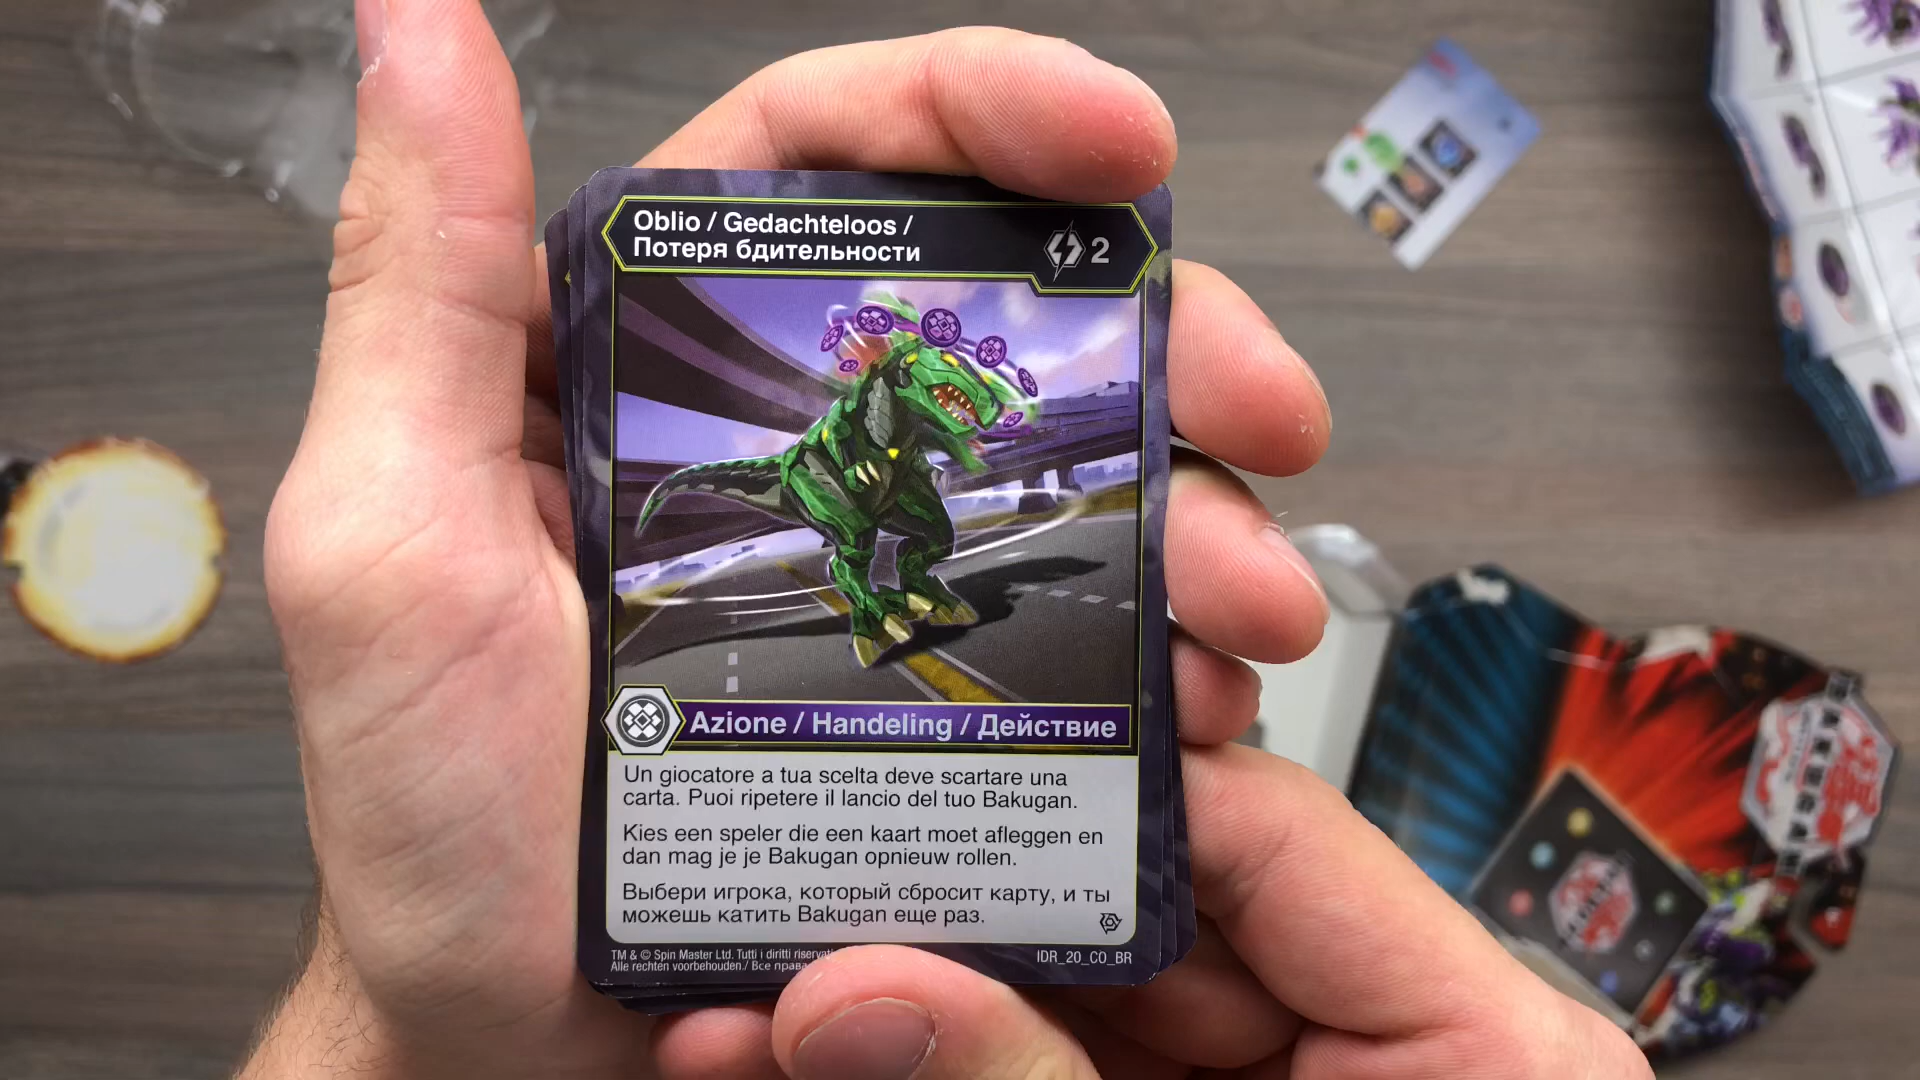 Oblio / Gedachteloos /
Потеря бдительности
2
Azione / Handeling / Действие
Un giocatore a tua scelta deve scartare una
carta. Puoi ripetere il lancio del tuo Bakugan.
Kies een speler die een kaart moet afleggen en
dan mag je je Bakugan opnieuw rollen.
Выбери игрока, который сбросит карту, и ты
можешь катить Bakugan еще раз.
TM & © Spin Master Ltd. Tutti i diritti
Alle rechten voorbehouden./ Все
IDR_20_CO_BR
BAKUGAN